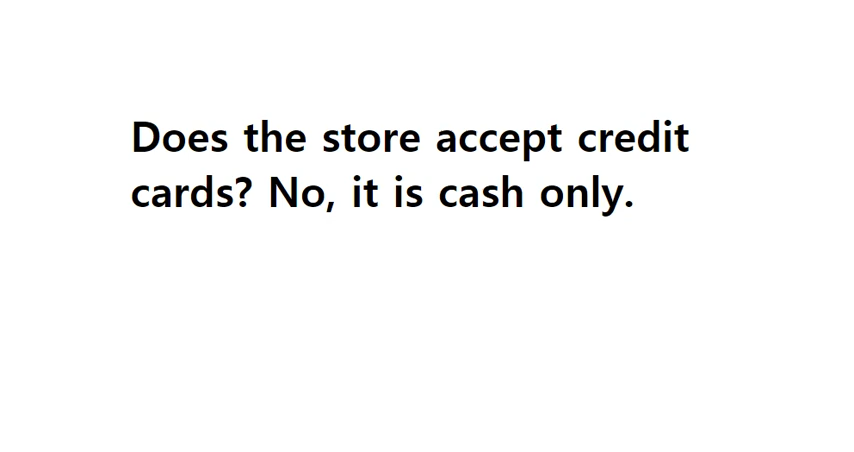 Does the store accept credit
cards? No, it is cash only.